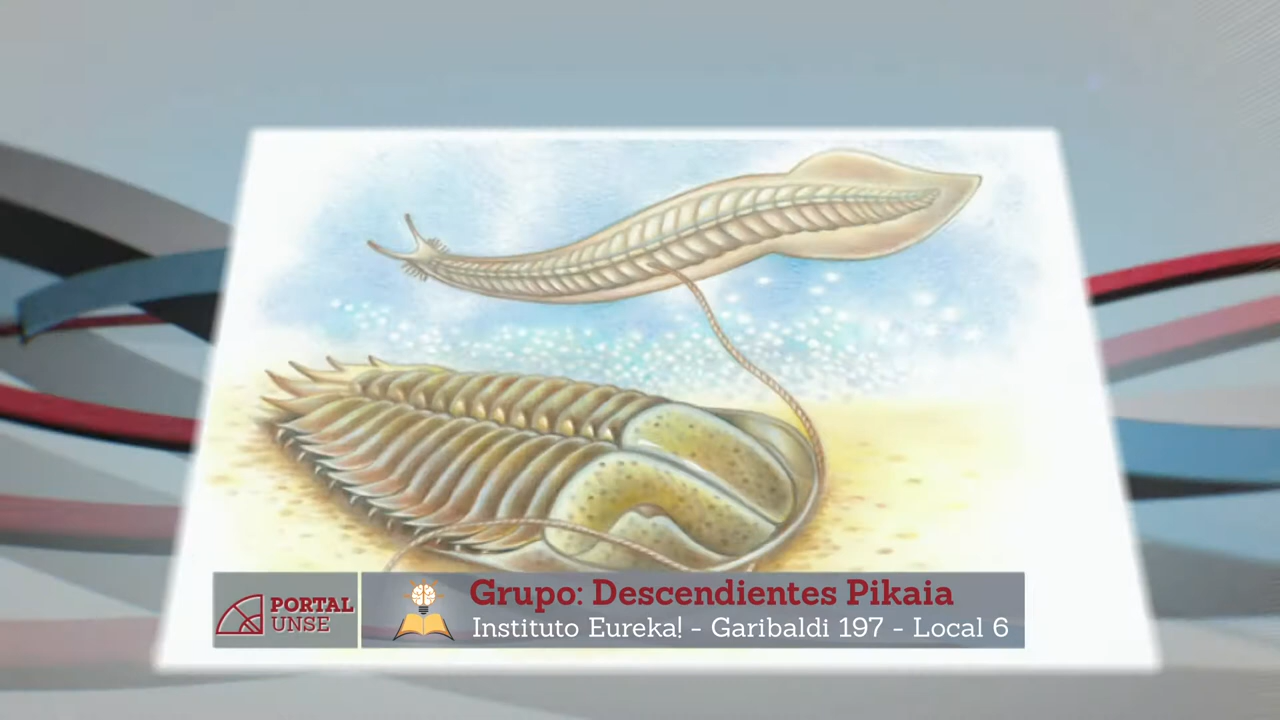 PORTAL
UNSE
Grupo: Descendientes Pikaia
Instituto Eureka! - Garibaldi 197 - Local 6